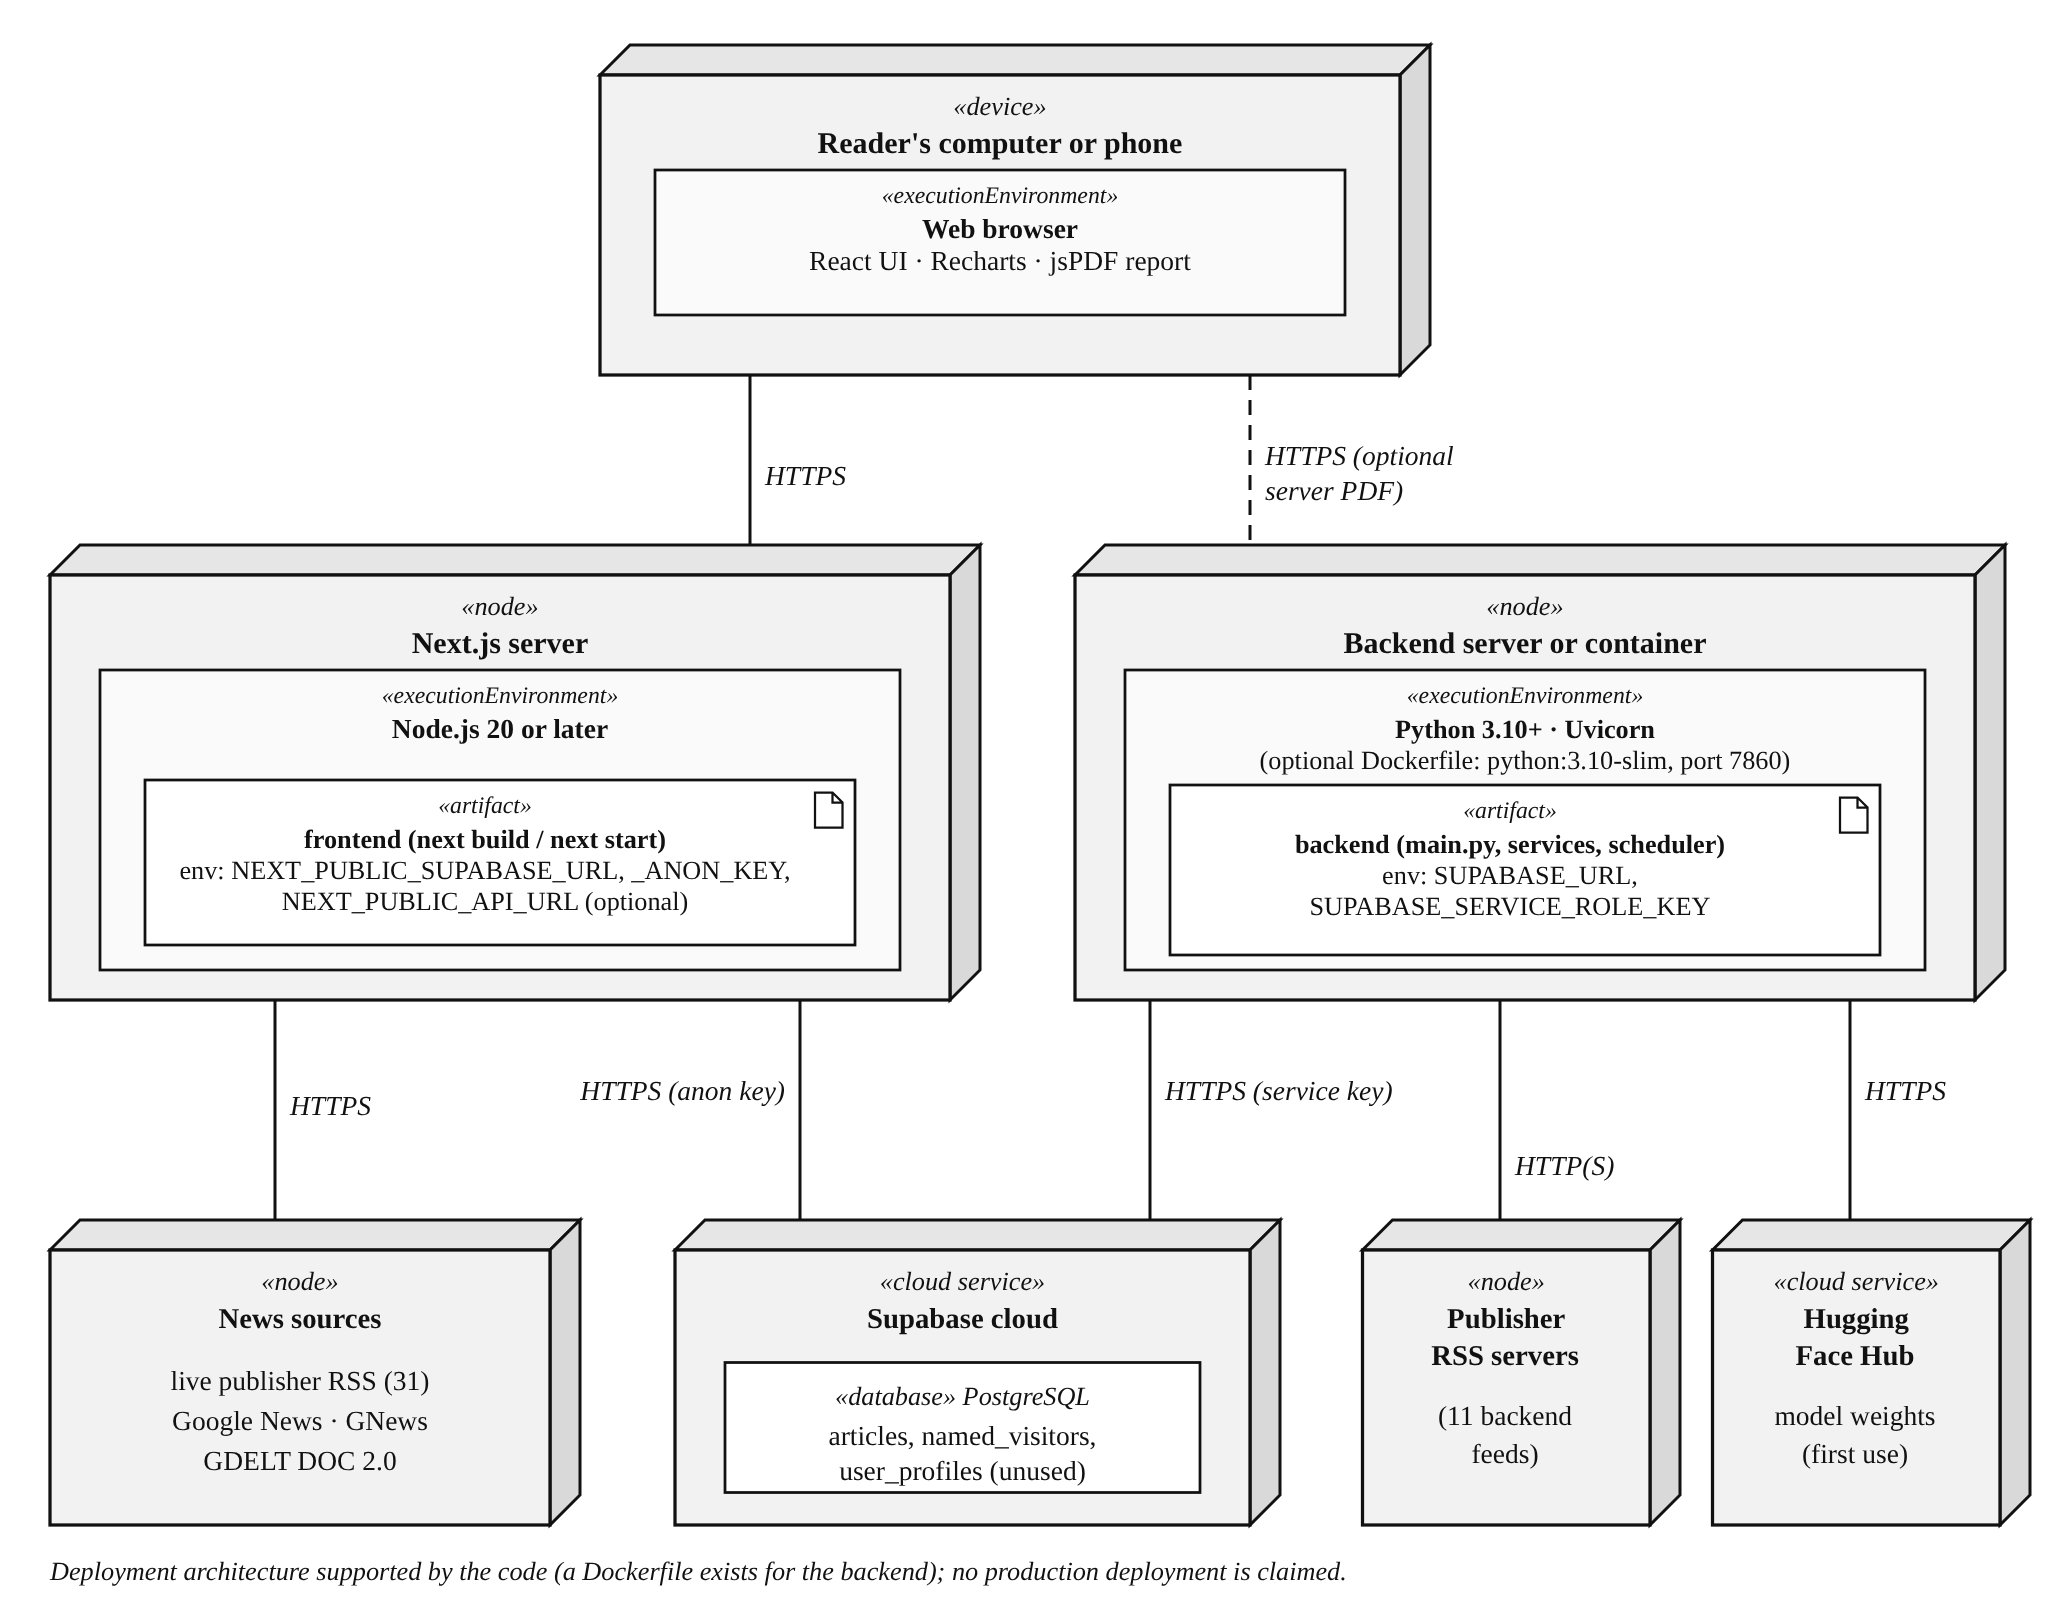 «device»
Reader's computer or phone
«executionEnvironment»
Web browser
React UI · Recharts · jsPDF report
HTTPS
HTTPS (optional
server PDF)
«node»
Next.js server
«executionEnvironment»
Node.js 20 or later
«artifact»
frontend (next build / next start)
env: NEXT_PUBLIC_SUPABASE_URL, _ANON_KEY,
NEXT_PUBLIC_API_URL (optional)
«node»
Backend server or container
«executionEnvironment»
Python 3.10+ · Uvicorn
(optional Dockerfile: python:3.10-slim, port 7860)
«artifact»
backend (main.py, services, scheduler)
env: SUPABASE_URL,
SUPABASE_SERVICE_ROLE_KEY
HTTPS
HTTPS (anon key)
HTTPS (service key)
HTTP(S)
HTTPS
«node»
News sources
live publisher RSS (31)
Google News · GNews
GDELT DOC 2.0
«cloud service»
Supabase cloud
«database» PostgreSQL
articles, named_visitors,
user_profiles (unused)
«node»
Publisher
RSS servers
(11 backend
feeds)
«cloud service»
Hugging
Face Hub
model weights
(first use)
Deployment architecture supported by the code (a Dockerfile exists for the backend); no production deployment is claimed.